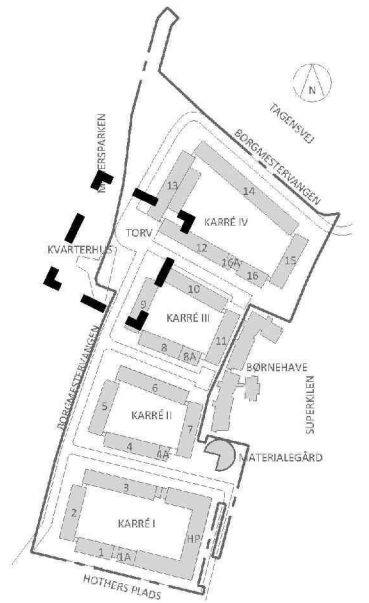 N
TAGENSVEJ
BORGMESTERVANGEN
13
14
KARRÉ IV
TORV
12
16A
16
15
KVARTERHUS
10
9
KARRÉ III
8
8A
11
BORGMESTERVANGEN
BØRNEHAVE
SUPERKILEN
6
5
KARRÉ II
7
4
4A
MATERIALEGÅRD
3
2
KARRÉ I
HP
1
1A
HOTHERS PLADS